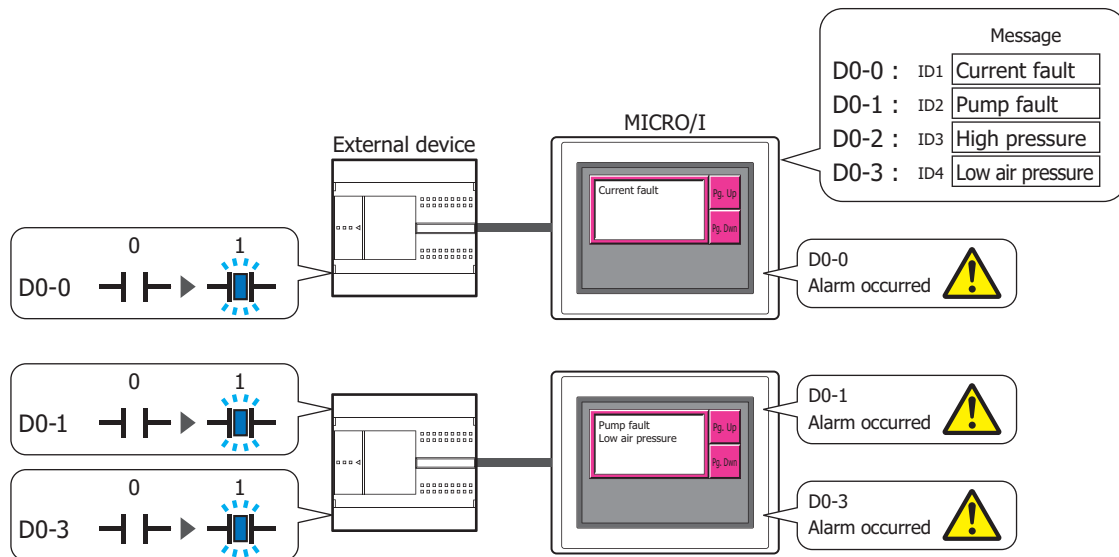 Message
D0-0 : ID1 Current fault
D0-1 : ID2 Pump fault
D0-2 : ID3 High pressure
D0-3 : ID4 Low air pressure
MICRO/I
External device
Current fault
Pg. Up
Pg. Dwn
0 1
D0-0
D0-0
Alarm occurred
0 1
D0-1
Pump fault
Low air pressure
Pg. Up
Pg. Dwn
D0-1
Alarm occurred
0 1
D0-3
D0-3
Alarm occurred